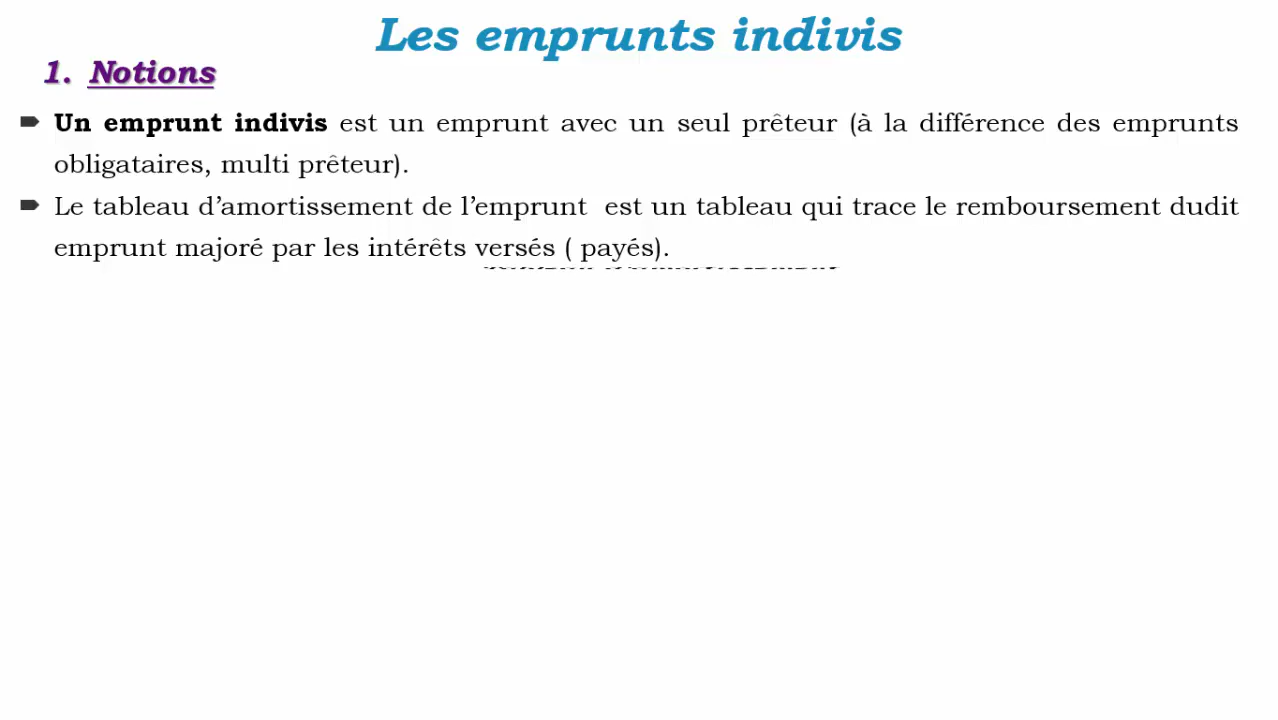 Les emprunts indivis
1. Notions
Un emprunt indivis est un emprunt avec un seul prêteur (à la différence des emprunts
obligataires, multi prêteur).
Le tableau d’amortissement de l’emprunt est un tableau qui trace le remboursement dudit
emprunt majoré par les intérêts versés ( payés).